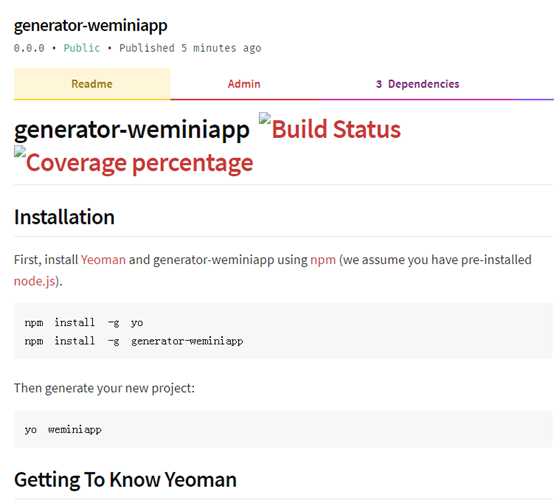 generator-weminiapp
0.0.0 • Public • Published 5 minutes ago
Readme Admin 3 Dependencies
generator-weminiapp Build Status
Coverage percentage
Installation
First, install Yeoman and generator-weminiapp using npm (we assume you have pre-installed
node.js).
npm install -g yo
npm install -g generator-weminiapp
Then generate your new project:
yo weminiapp
Getting To Know Yeoman